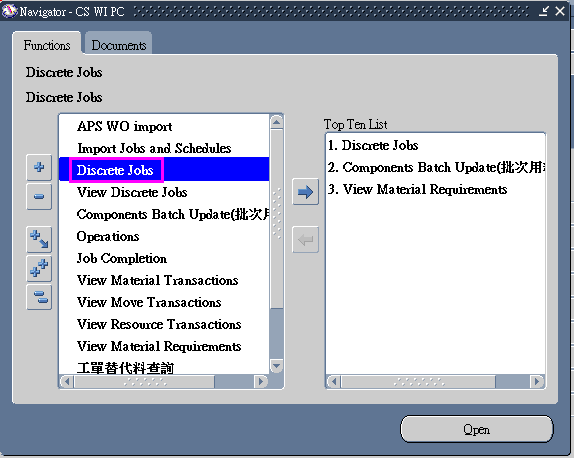 Navigator - CS WI PC
Functions
Documents
Discrete Jobs
Discrete Jobs
APS WO import
Import Jobs and Schedules
Discrete Jobs
View Discrete Jobs
Components Batch Update(批次用
Operations
Job Completion
View Material Transactions
View Move Transactions
View Resource Transactions
View Material Requirements
工單替代料查詢
Top Ten List
1. Discrete Jobs
2. Components Batch Update(批次用
3. View Material Requirements
Open